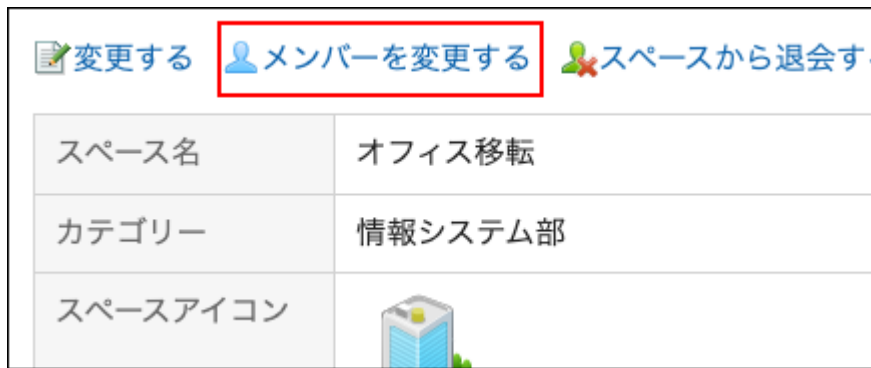 変更する メンバーを変更する スペースから退会す
スペース名 オフィス移転
カテゴリー 情報システム部
スペースアイコン